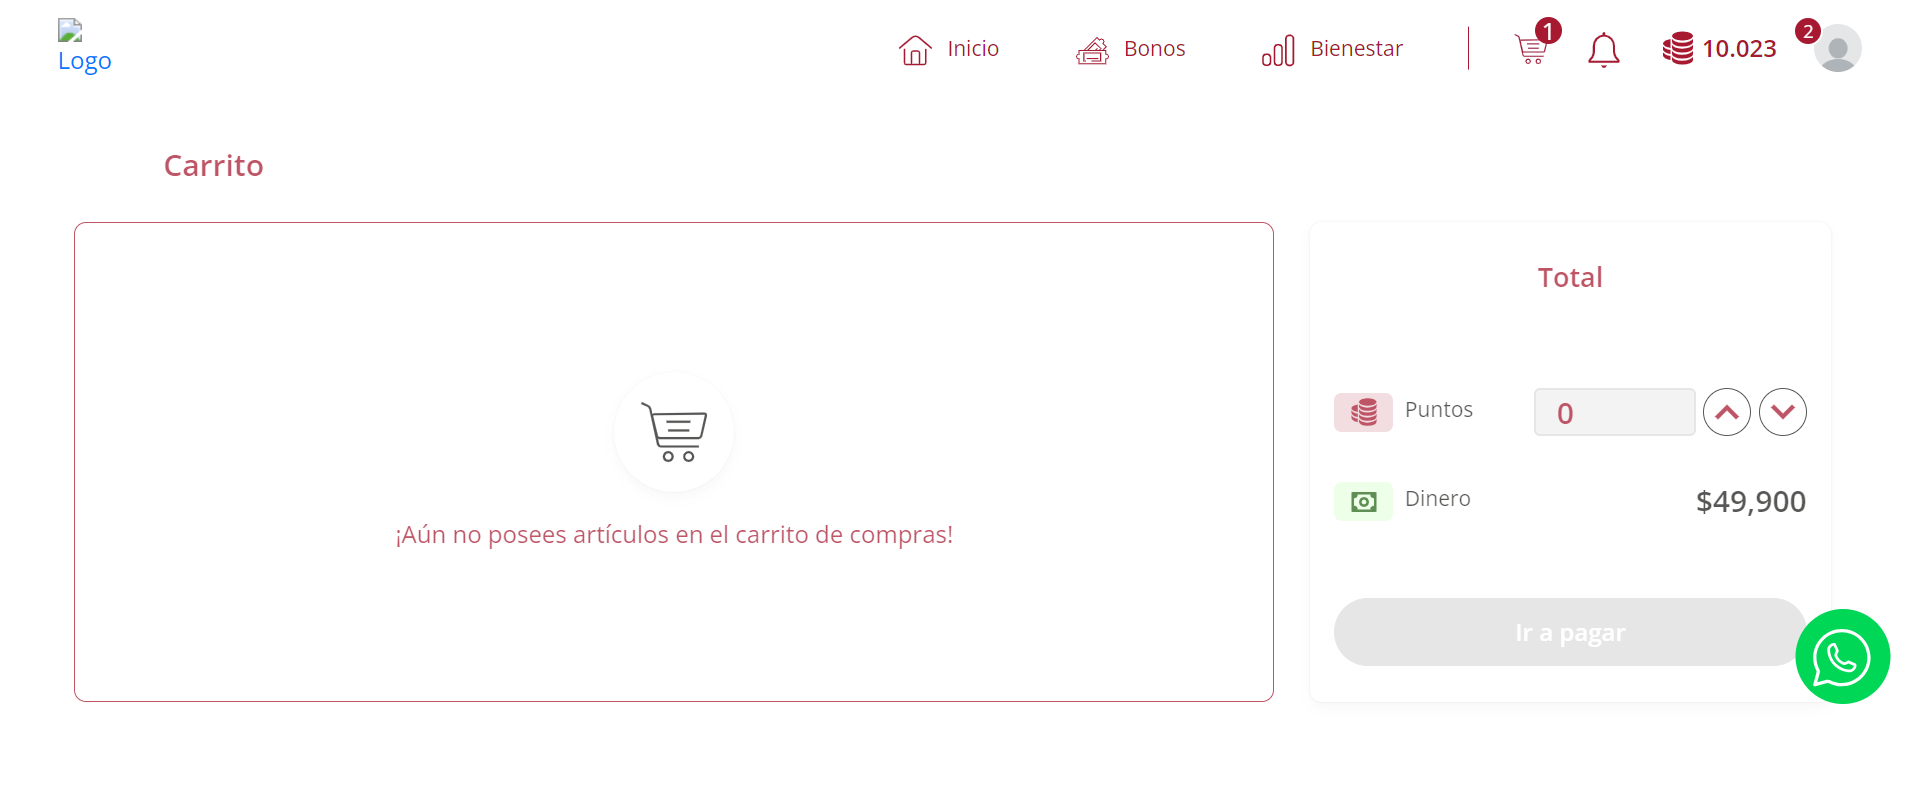 Logo
Inicio
Bonos
Bienestar
1
10.023
2
Carrito
¡Aún no posees artículos en el carrito de compras!
Total
Puntos
0
Dinero
$49,900
Ir a pagar